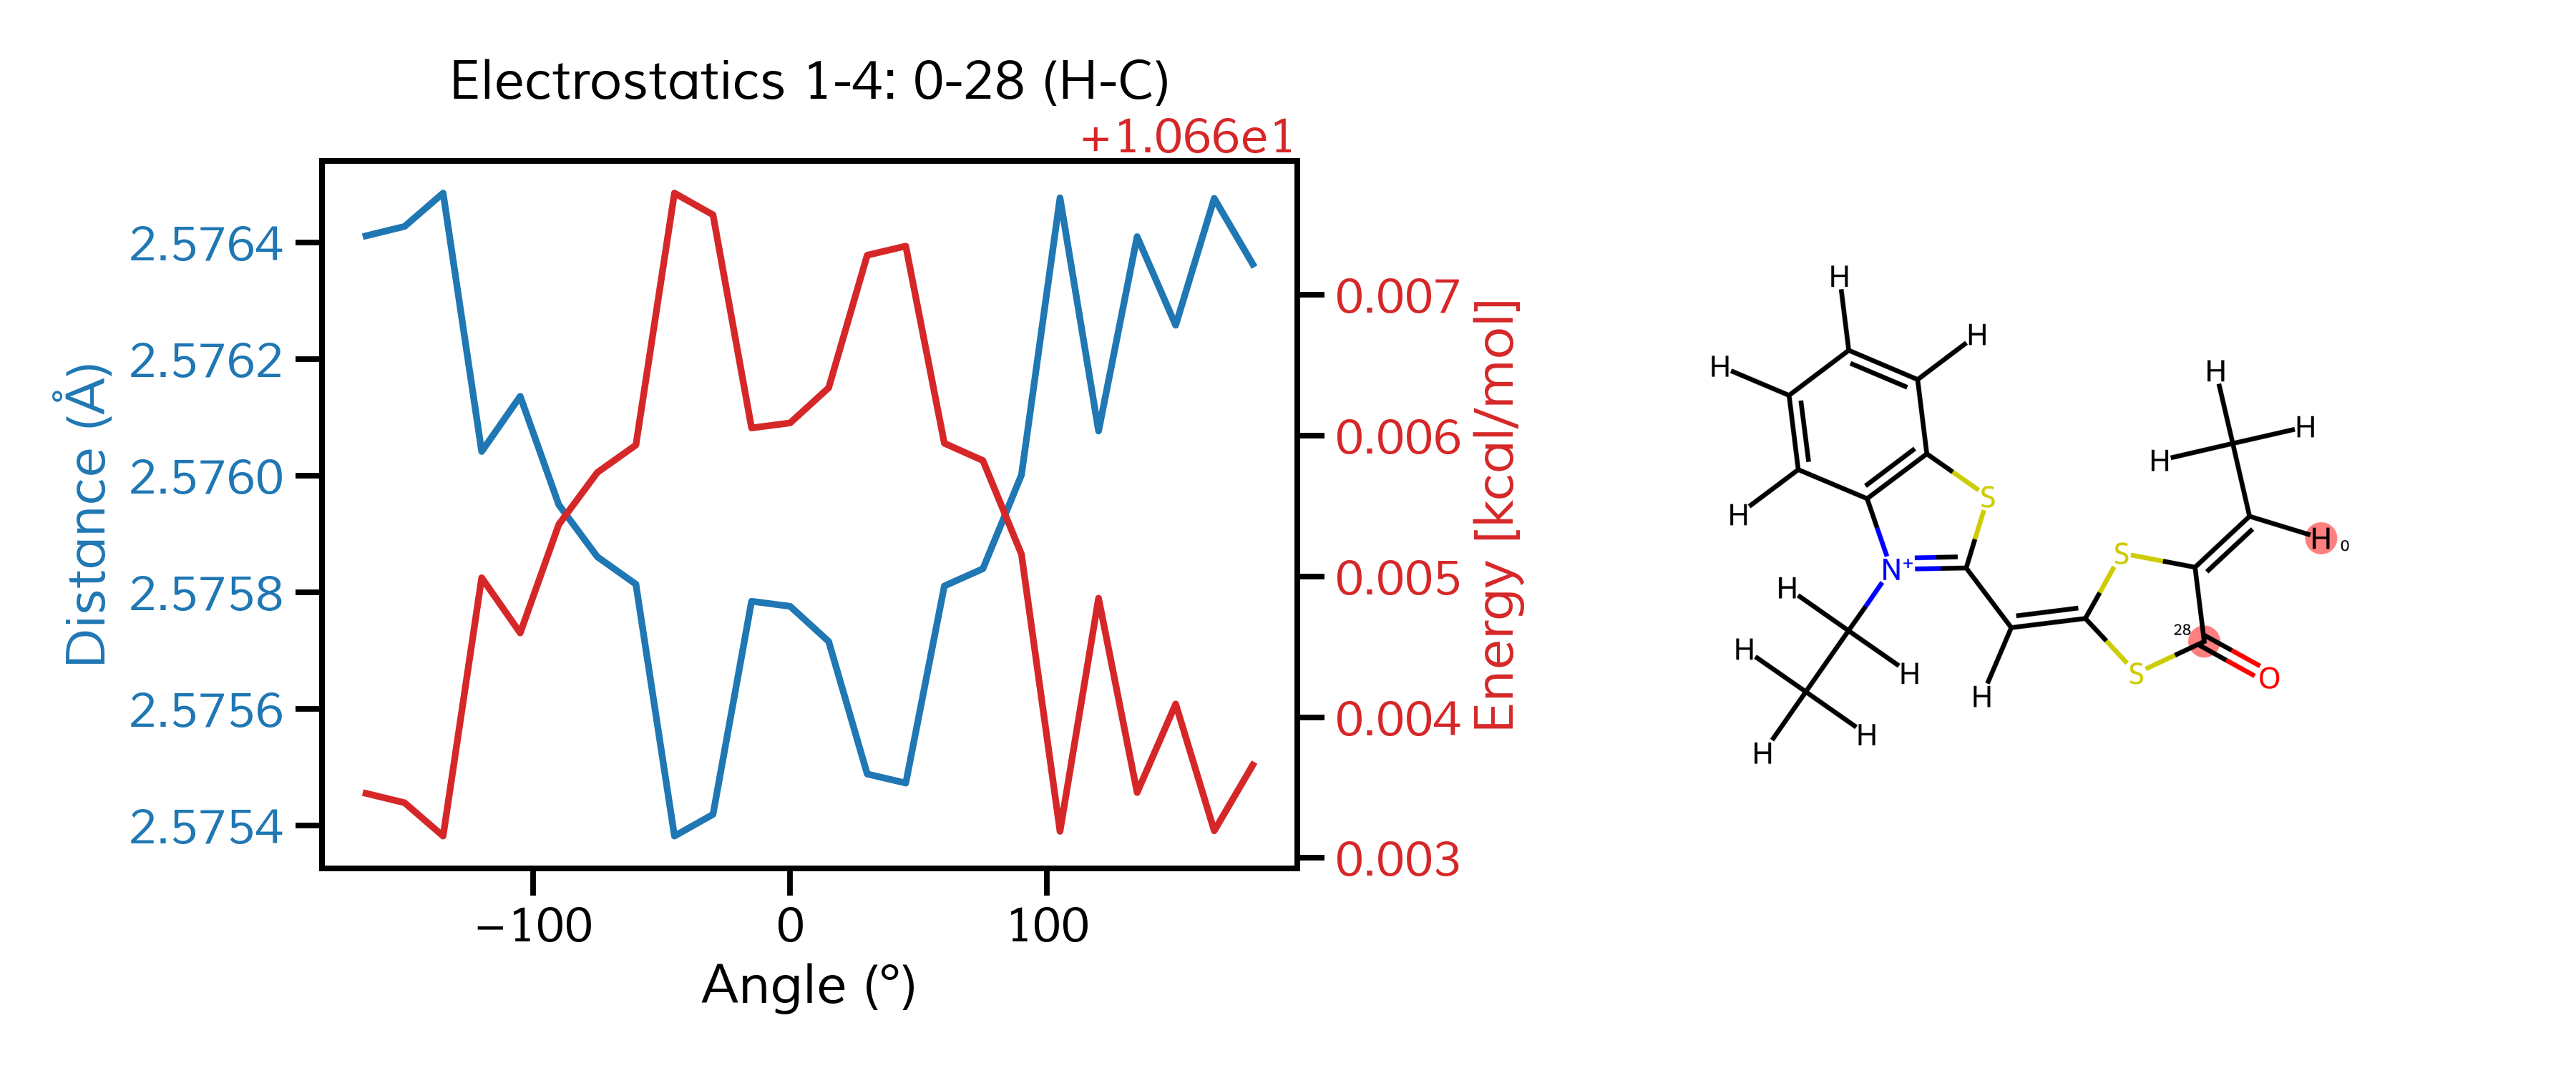 Electrostatics 1-4: 0-28 (H-C)
+1.066e1
Distance (Å)
2.5764
2.5762
2.5760
2.5758
2.5756
2.5754
0.007
0.006
0.005
0.004
0.003
Energy [kcal/mol]
−100
0
100
Angle (°)
H
H
H
H
H
H
H
S
N⁺
S
H 0
H
28
S
O
H
H
H
H
H